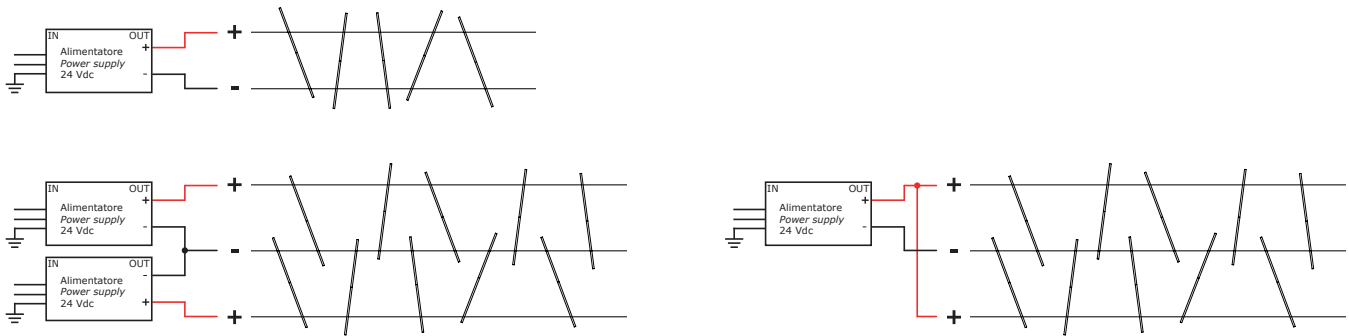 IN OUT
+
Alimentatore
Power supply
24 Vdc
-
+
-
IN OUT
+
Alimentatore
Power supply
24 Vdc
-
IN OUT
-
Alimentatore
Power supply
24 Vdc
+
+
-
+
IN OUT
+
Alimentatore
Power supply
24 Vdc
-
+
-
+